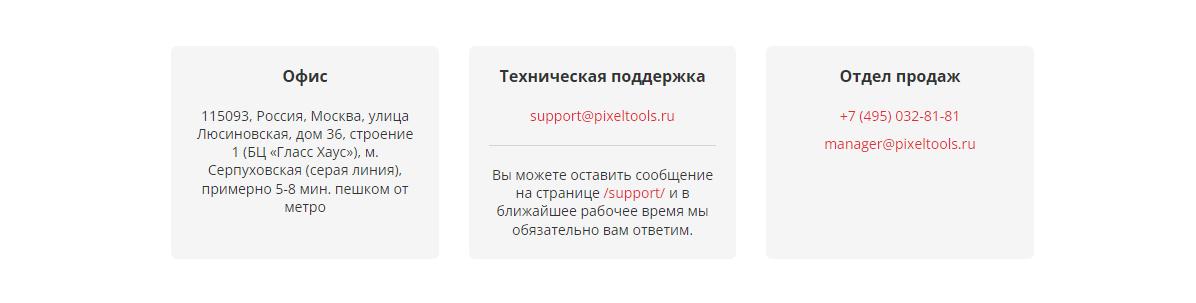 Офис
115093, Россия, Москва, улица
Люсиновская, дом 36, строение
1 (БЦ «Гласс Хаус»), м.
Серпуховская (серая линия),
примерно 5-8 мин. пешком от
метро
Техническая поддержка
support@pixeltools.ru
Вы можете оставить сообщение
на странице /support/ и в
ближайшее рабочее время мы
обязательно вам ответим.
Отдел продаж
+7 (495) 032-81-81
manager@pixeltools.ru